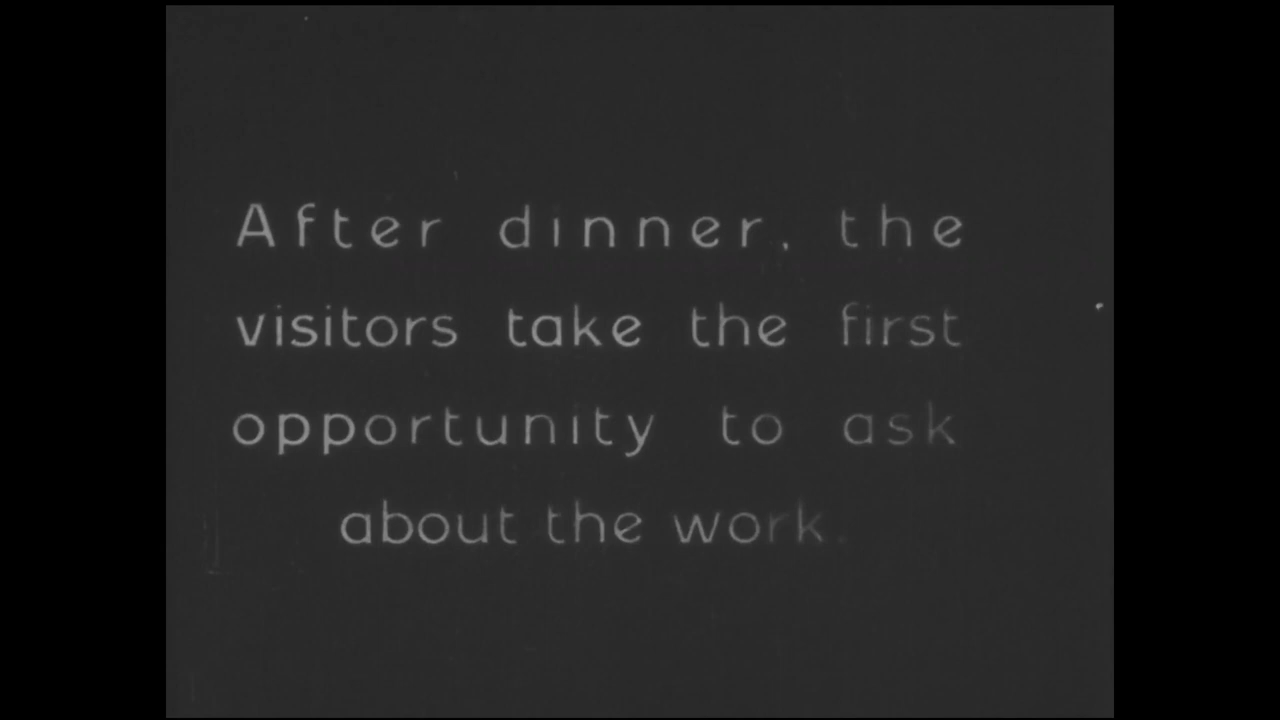 After dinner, the
visitors take the first
opportunity to ask
about the work.